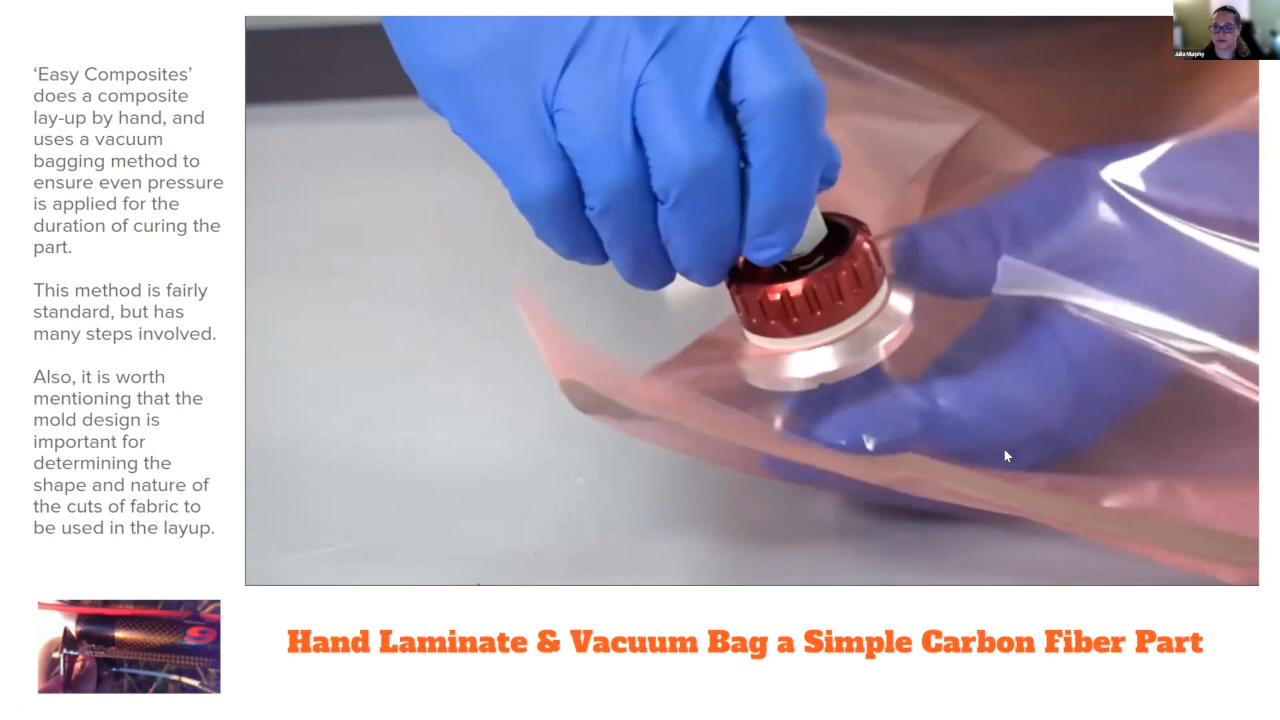 ‘Easy Composites’
does a composite
lay-up by hand, and
uses a vacuum
bagging method to
ensure even pressure
is applied for the
duration of curing the
part.
This method is fairly
standard, but has
many steps involved.
Also, it is worth
mentioning that the
mold design is
important for
determining the
shape and nature of
the cuts of fabric to
be used in the layup.
Julia Murphy
9
Hand Laminate & Vacuum Bag a Simple Carbon Fiber Part